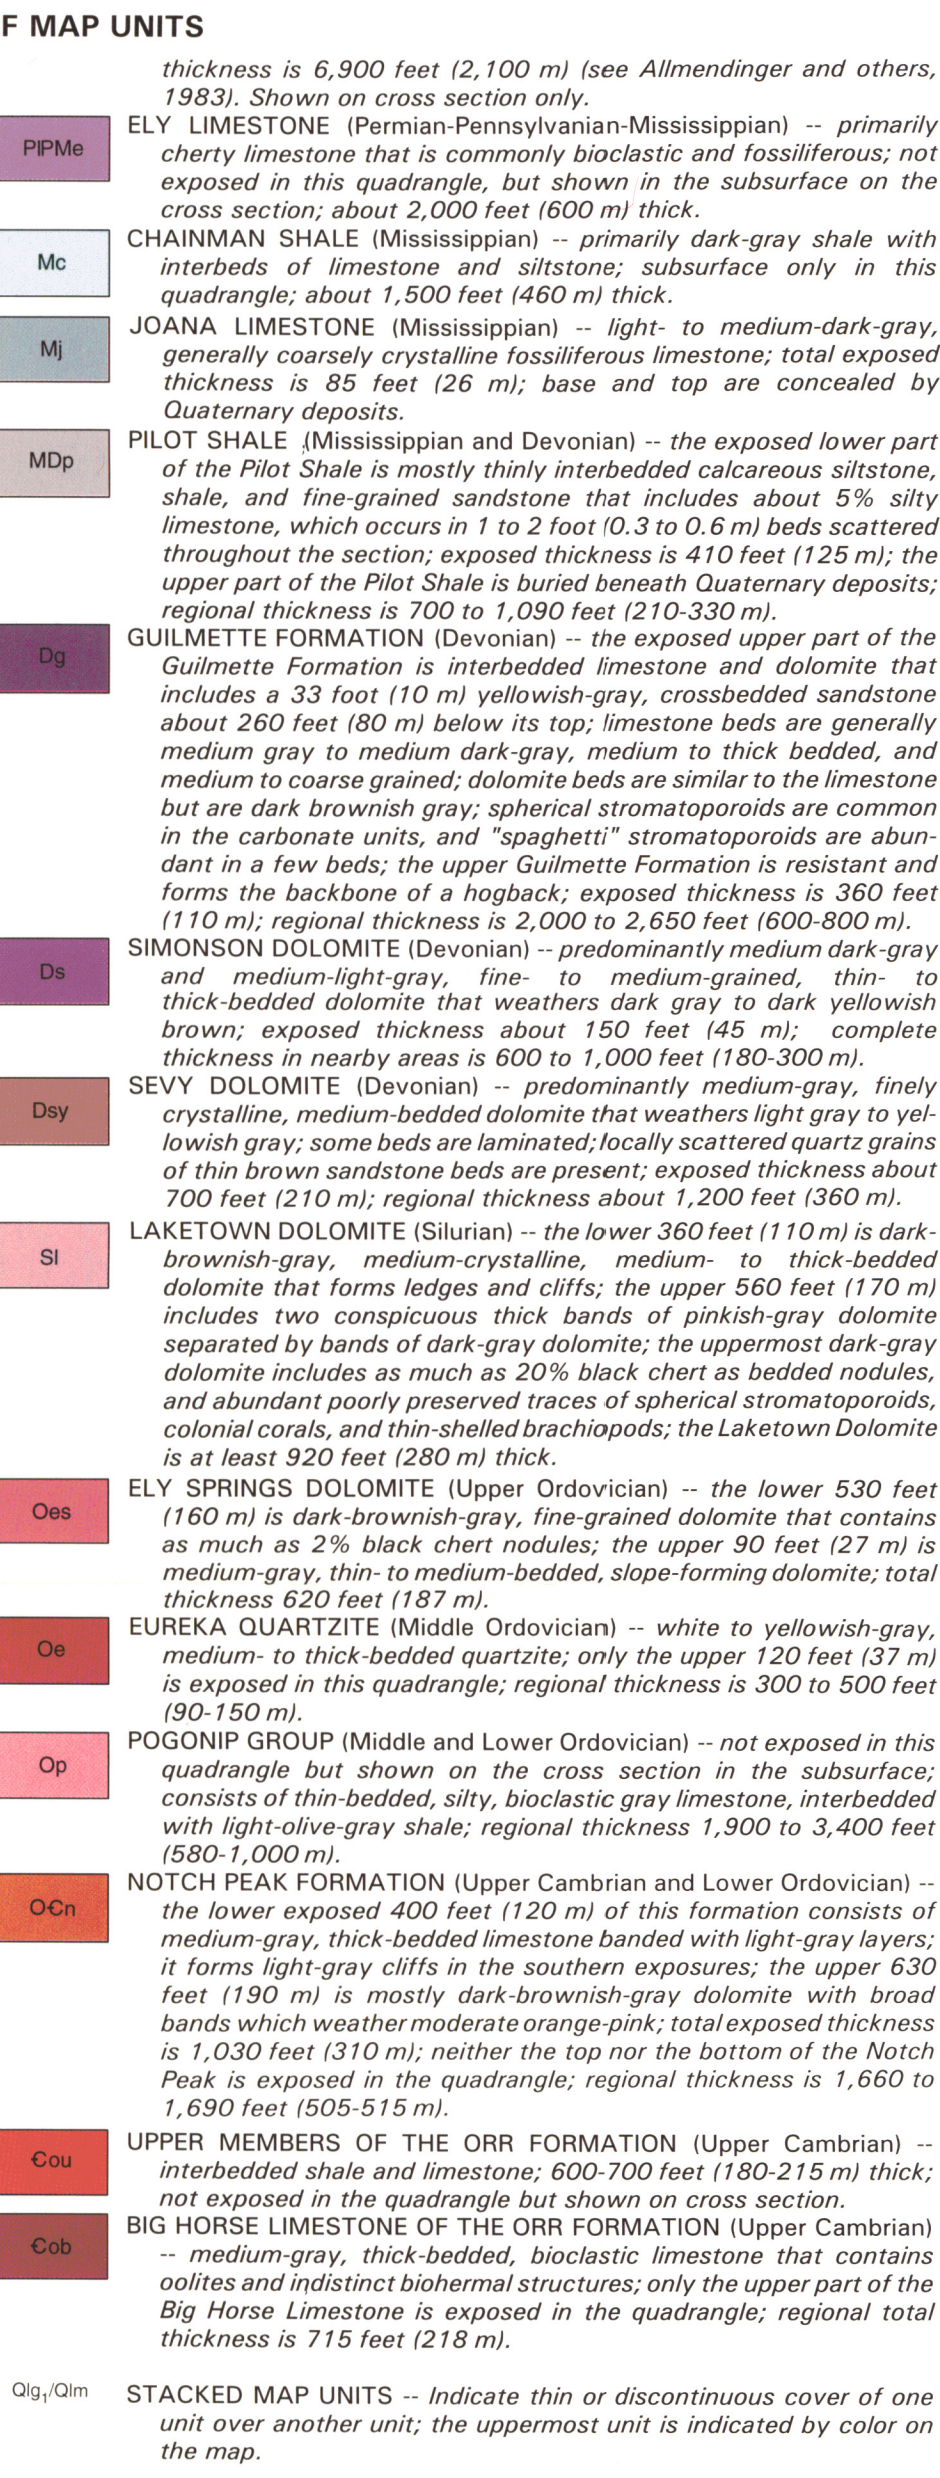 F MAP UNITS
thickness is 6,900 feet (2,100 m) (see Allmendinger and others,
1983). Shown on cross section only.
PIPMe
ELY LIMESTONE (Permian-Pennsylvanian-Mississippian) -- primarily
cherty limestone that is commonly bioclastic and fossiliferous; not
exposed in this quadrangle, but shown in the subsurface on the
cross section; about 2,000 feet (600 m) thick.
Mc
CHAINMAN SHALE (Mississippian) -- primarily dark-gray shale with
interbeds of limestone and siltstone; subsurface only in this
quadrangle; about 1,500 feet (460 m) thick.
Mj
JOANA LIMESTONE (Mississippian) -- light- to medium-dark-gray,
generally coarsely crystalline fossiliferous limestone; total exposed
thickness is 85 feet (26 m); base and top are concealed by
Quaternary deposits.
MDp
PILOT SHALE (Mississippian and Devonian) -- the exposed lower part
of the Pilot Shale is mostly thinly interbedded calcareous siltstone,
shale, and fine-grained sandstone that includes about 5% silty
limestone, which occurs in 1 to 2 foot (0.3 to 0.6 m) beds scattered
throughout the section; exposed thickness is 410 feet (125 m); the
upper part of the Pilot Shale is buried beneath Quaternary deposits;
regional thickness is 700 to 1,090 feet (210-330 m).
Dg
GUILMETTE FORMATION (Devonian) -- the exposed upper part of the
Guilmette Formation is interbedded limestone and dolomite that
includes a 33 foot (10 m) yellowish-gray, crossbedded sandstone
about 260 feet (80 m) below its top; limestone beds are generally
medium gray to medium dark-gray, medium to thick bedded, and
medium to coarse grained; dolomite beds are similar to the limestone
but are dark brownish gray; spherical stromatoporoids are common
in the carbonate units, and "spaghetti" stromatoporoids are abun-
dant in a few beds; the upper Guilmette Formation is resistant and
forms the backbone of a hogback; exposed thickness is 360 feet
(110 m); regional thickness is 2,000 to 2,650 feet (600-800 m).
Ds
SIMONSON DOLOMITE (Devonian) -- predominantly medium dark-gray
and medium-light-gray, fine- to medium-grained, thin- to
thick-bedded dolomite that weathers dark gray to dark yellowish
brown; exposed thickness about 150 feet (45 m); complete
thickness in nearby areas is 600 to 1,000 feet (180-300 m).
Dsy
SEVY DOLOMITE (Devonian) -- predominantly medium-gray, finely
crystalline, medium-bedded dolomite that weathers light gray to yel-
lowish gray; some beds are laminated; locally scattered quartz grains
of thin brown sandstone beds are present; exposed thickness about
700 feet (210 m); regional thickness about 1,200 feet (360 m).
Sl
LAKETOWN DOLOMITE (Silurian) -- the lower 360 feet (110 m) is dark-
brownish-gray, medium-crystalline, medium- to thick-bedded
dolomite that forms ledges and cliffs; the upper 560 feet (170 m)
includes two conspicuous thick bands of pinkish-gray dolomite
separated by bands of dark-gray dolomite; the uppermost dark-gray
dolomite includes as much as 20% black chert as bedded nodules,
and abundant poorly preserved traces of spherical stromatoporoids,
colonial corals, and thin-shelled brachiopods; the Laketown Dolomite
is at least 920 feet (280 m) thick.
Oes
ELY SPRINGS DOLOMITE (Upper Ordovician) -- the lower 530 feet
(160 m) is dark-brownish-gray, fine-grained dolomite that contains
as much as 2% black chert nodules; the upper 90 feet (27 m) is
medium-gray, thin- to medium-bedded, slope-forming dolomite; total
thickness 620 feet (187 m).
Oe
EUREKA QUARTZITE (Middle Ordovician) -- white to yellowish-gray,
medium- to thick-bedded quartzite; only the upper 120 feet (37 m)
is exposed in this quadrangle; regional thickness is 300 to 500 feet
(90-150 m).
Op
POGONIP GROUP (Middle and Lower Ordovician) -- not exposed in this
quadrangle but shown on the cross section in the subsurface;
consists of thin-bedded, silty, bioclastic gray limestone, interbedded
with light-olive-gray shale; regional thickness 1,900 to 3,400 feet
(580-1,000 m).
O€n
NOTCH PEAK FORMATION (Upper Cambrian and Lower Ordovician) --
the lower exposed 400 feet (120 m) of this formation consists of
medium-gray, thick-bedded limestone banded with light-gray layers;
it forms light-gray cliffs in the southern exposures; the upper 630
feet (190 m) is mostly dark-brownish-gray dolomite with broad
bands which weather moderate orange-pink; total exposed thickness
is 1,030 feet (310 m); neither the top nor the bottom of the Notch
Peak is exposed in the quadrangle; regional thickness is 1,660 to
1,690 feet (505-515 m).
€ou
UPPER MEMBERS OF THE ORR FORMATION (Upper Cambrian) --
interbedded shale and limestone; 600-700 feet (180-215 m) thick;
not exposed in the quadrangle but shown on cross section.
€ob
BIG HORSE LIMESTONE OF THE ORR FORMATION (Upper Cambrian)
-- medium-gray, thick-bedded, bioclastic limestone that contains
oolites and indistinct biohermal structures; only the upper part of the
Big Horse Limestone is exposed in the quadrangle; regional total
thickness is 715 feet (218 m).
Qlg₁/Qlm
STACKED MAP UNITS -- Indicate thin or discontinuous cover of one
unit over another unit; the uppermost unit is indicated by color on
the map.